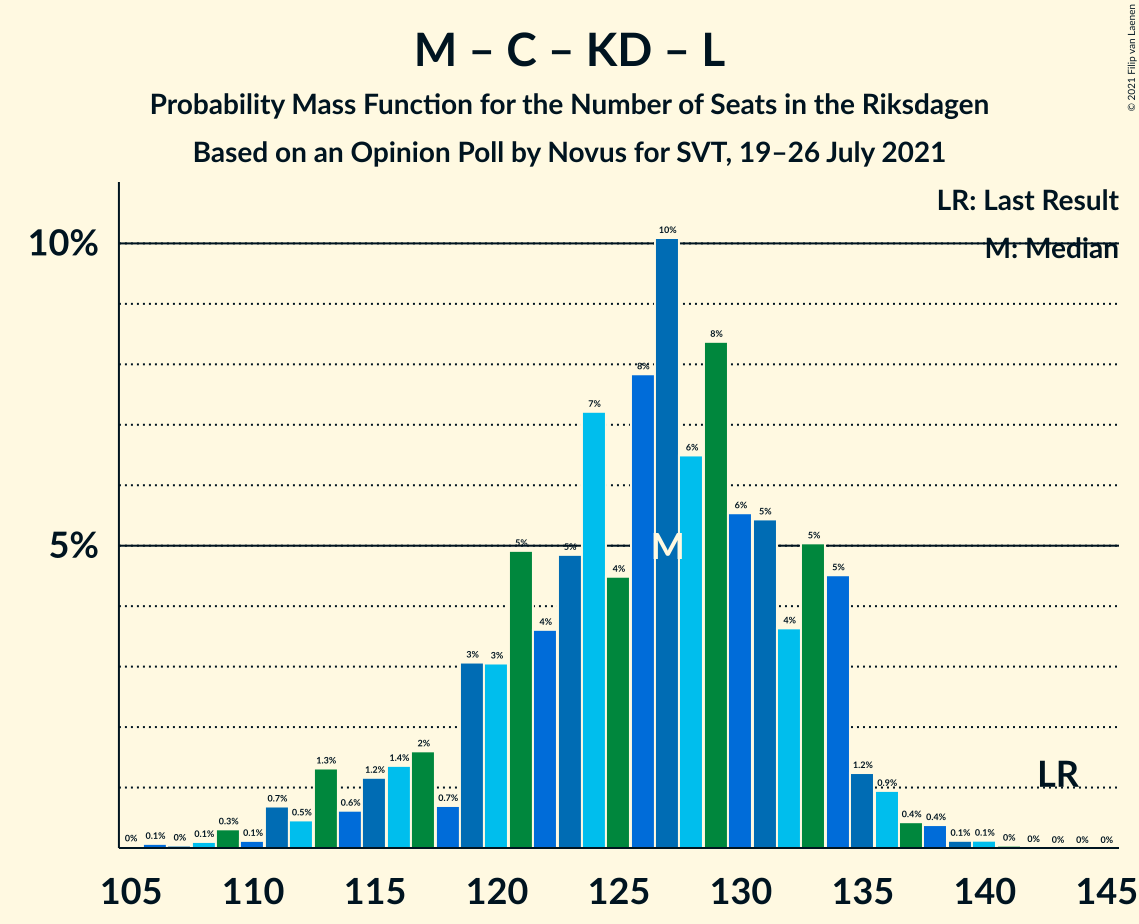 © 2021 Filip van Laenen
M – C – KD – L
Probability Mass Function for the Number of Seats in the Riksdagen
Based on an Opinion Poll by Novus for SVT, 19–26 July 2021
LR: Last Result
M: Median
10%
5%
0% 0.1% 0% 0.1% 0.3% 0.1% 0.7% 0.5% 1.3% 0.6% 1.2% 1.4% 2% 0.7% 3% 3% 5% 4% 5% 7% 4% 8% 10% 6% 8% 6% 5% 4% 5% 5% 1.2% 0.9% 0.4% 0.4% 0.1% 0.1% 0% 0% 0% 0% 0%
M
LR
105 110 115 120 125 130 135 140 145